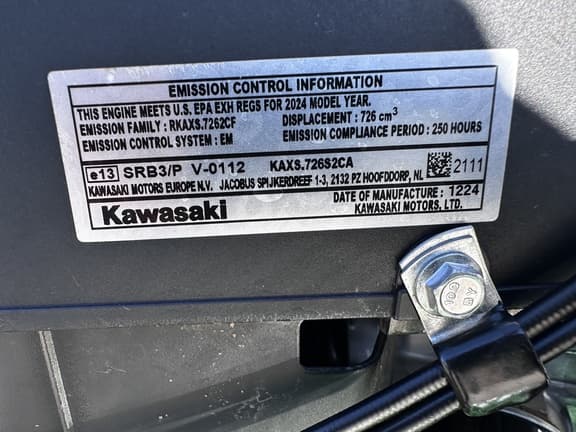 EMISSION CONTROL INFORMATION
THIS ENGINE MEETS U.S. EPA EXH REGS FOR 2024 MODEL YEAR.
EMISSION FAMILY : RKAXS.7262CF DISPLACEMENT : 726 cm³
EMISSION CONTROL SYSTEM : EM EMISSION COMPLIANCE PERIOD : 250 HOURS
e13 SRB3/P V-0112 KAXS.726S2CA 2111
KAWASAKI MOTORS EUROPE N.V. JACOBUS SPIJKERDREEF 1-3, 2132 PZ HOOFDDORP, NL
Kawasaki DATE OF MANUFACTURE : 1224
KAWASAKI MOTORS, LTD.
100
BY